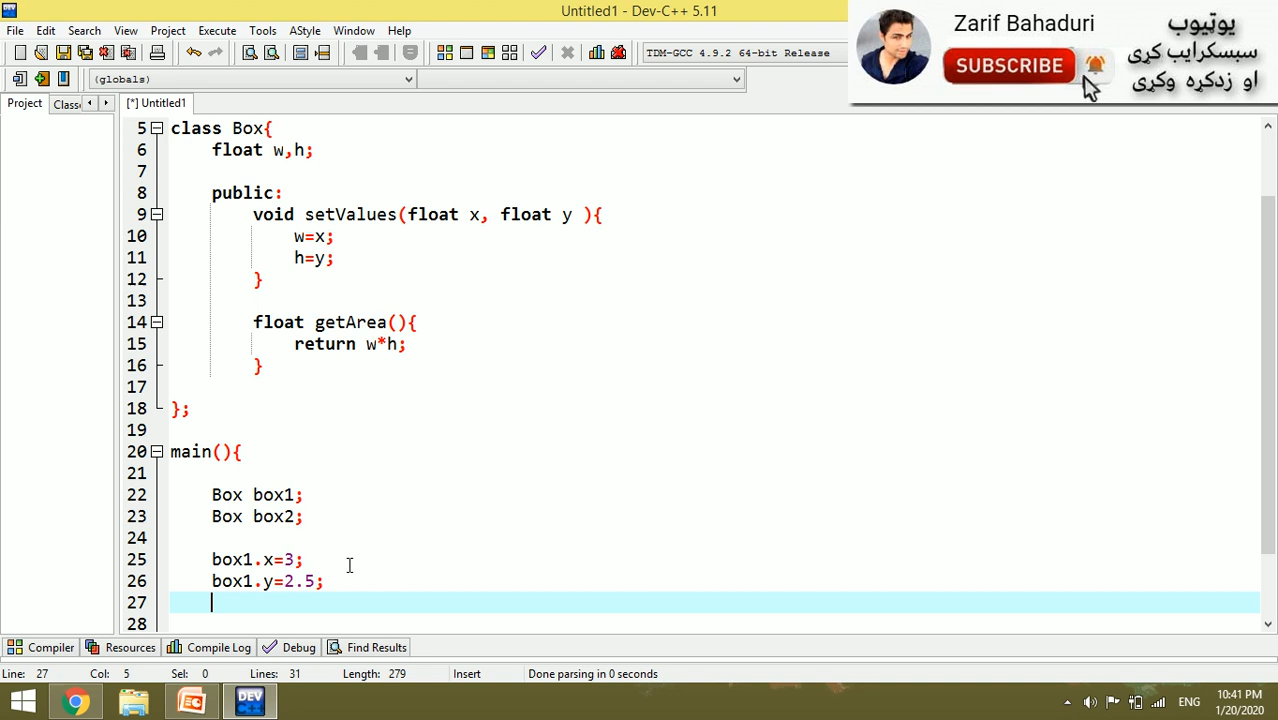 Untitled1 - Dev-C++ 5.11
File Edit Search View Project Execute Tools AStyle Window Help
TDM-GCC 4.9.2 64-bit Release
(globals)
Zarif Bahaduri
SUBSCRIBE
یوټیوب
سبسکرایب کړی
او زدکړه وکړی
Project Classe [*] Untitled1
5 class Box{
6 float w,h;
7
8 public:
9 void setValues(float x, float y ){
10 w=x;
11 h=y;
12 }
13
14 float getArea(){
15 return w*h;
16 }
17
18 };
19
20 main(){
21
22 Box box1;
23 Box box2;
24
25 box1.x=3;
26 box1.y=2.5;
27
28
Compiler Resources Compile Log Debug Find Results
Line: 27 Col: 5 Sel: 0 Lines: 31 Length: 279 Insert Done parsing in 0 seconds
DEV
ENG
10:41 PM
1/20/2020